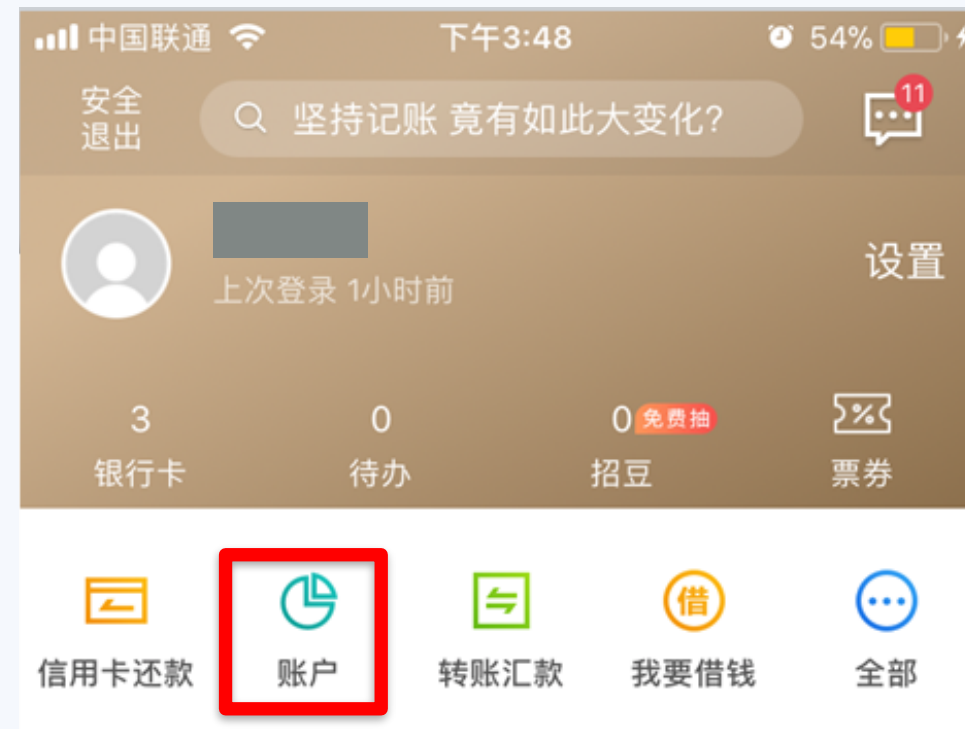 中国联通 下午3:48 54%
安全
退出
坚持记账 竟有如此大变化?
11
设置
上次登录 1小时前
3 0 0 免费抽
银行卡 待办 招豆 票券
借
信用卡还款 账户 转账汇款 我要借钱 全部